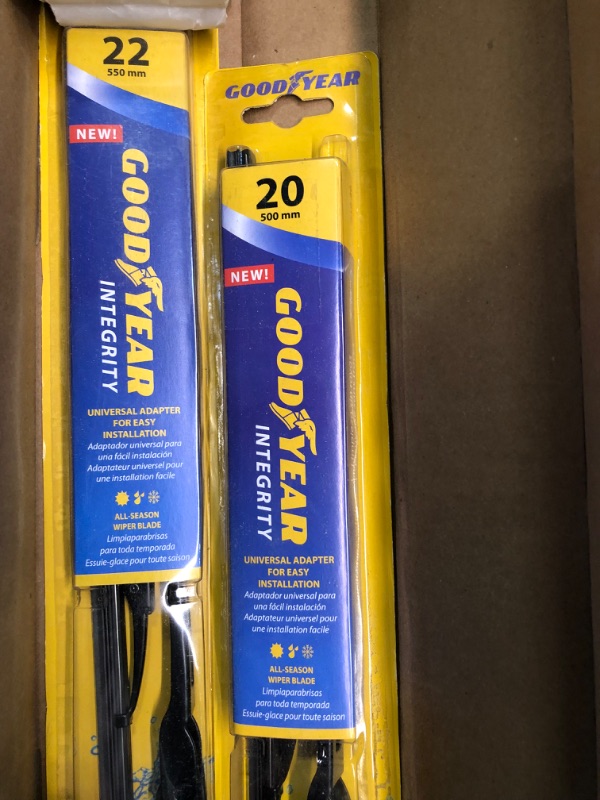 22
550 mm
NEW!
GOODYEAR
INTEGRITY
UNIVERSAL ADAPTER
FOR EASY
INSTALLATION
Adaptador universal para
una fácil instalación
Adaptateur universel pour
une installation facile
ALL-SEASON
WIPER BLADE
Limpiaparabrisas
para toda temporada
Essuie-glace pour toute saison
GOODYEAR
20
500 mm
NEW!
GOODYEAR
INTEGRITY
UNIVERSAL ADAPTER
FOR EASY
INSTALLATION
Adaptador universal para
una fácil instalación
Adaptateur universel pour
une installation facile
ALL-SEASON
WIPER BLADE
Limpiaparabrisas
para toda temporada
Essuie-glace pour toute saison